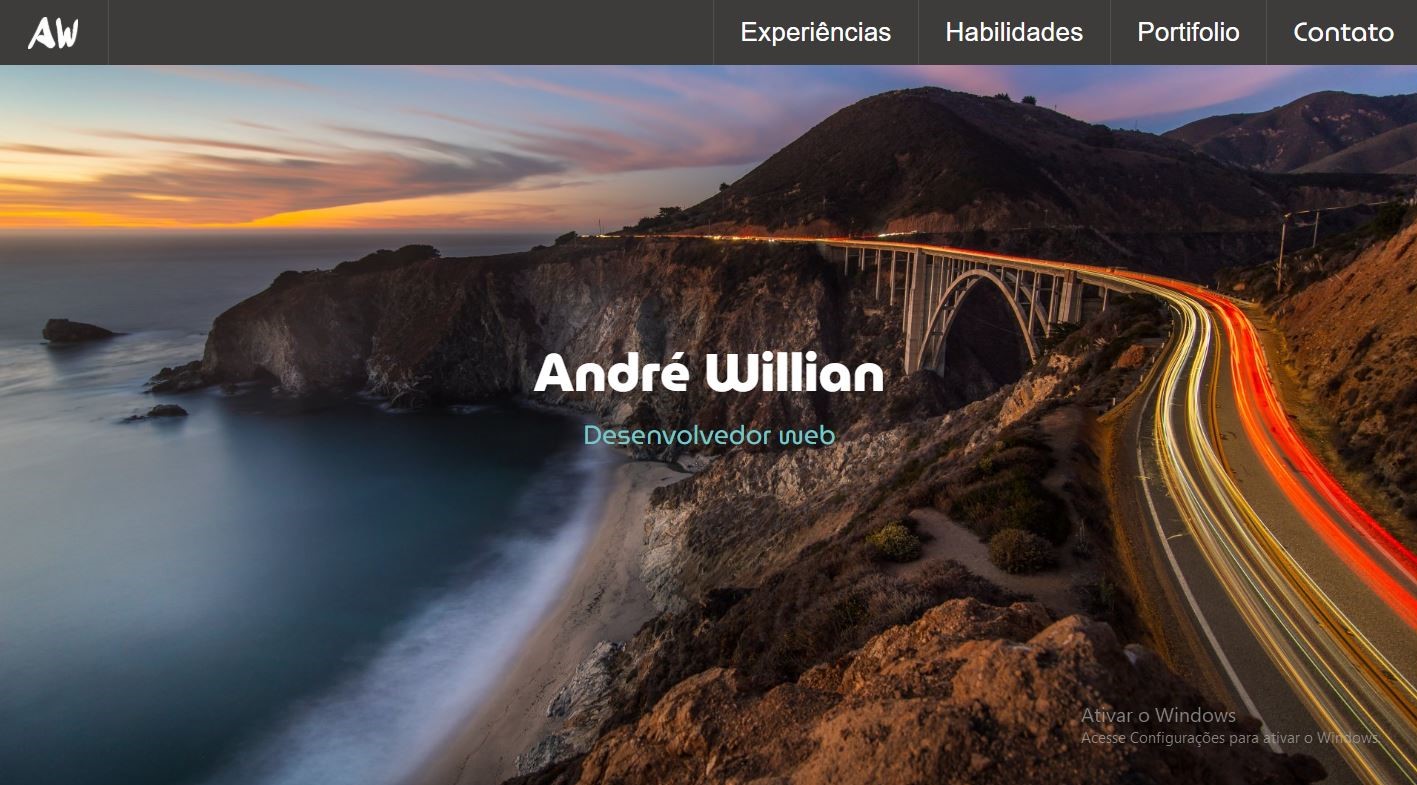 AW
Experiências
Habilidades
Portifolio
Contato
André Willian
Desenvolvedor web
Ativar o Windows
Acesse Configurações para ativar o Windows.